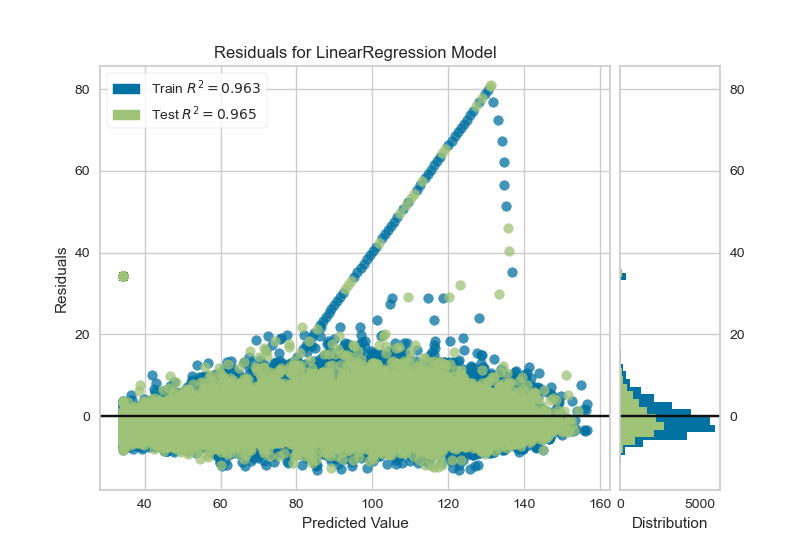 Residuals for LinearRegression Model
Train R² = 0.963
Test R² = 0.965
80
60
40
20
0
Residuals
40 60 80 100 120 140 160
Predicted Value
80
60
40
20
0
0 5000
Distribution